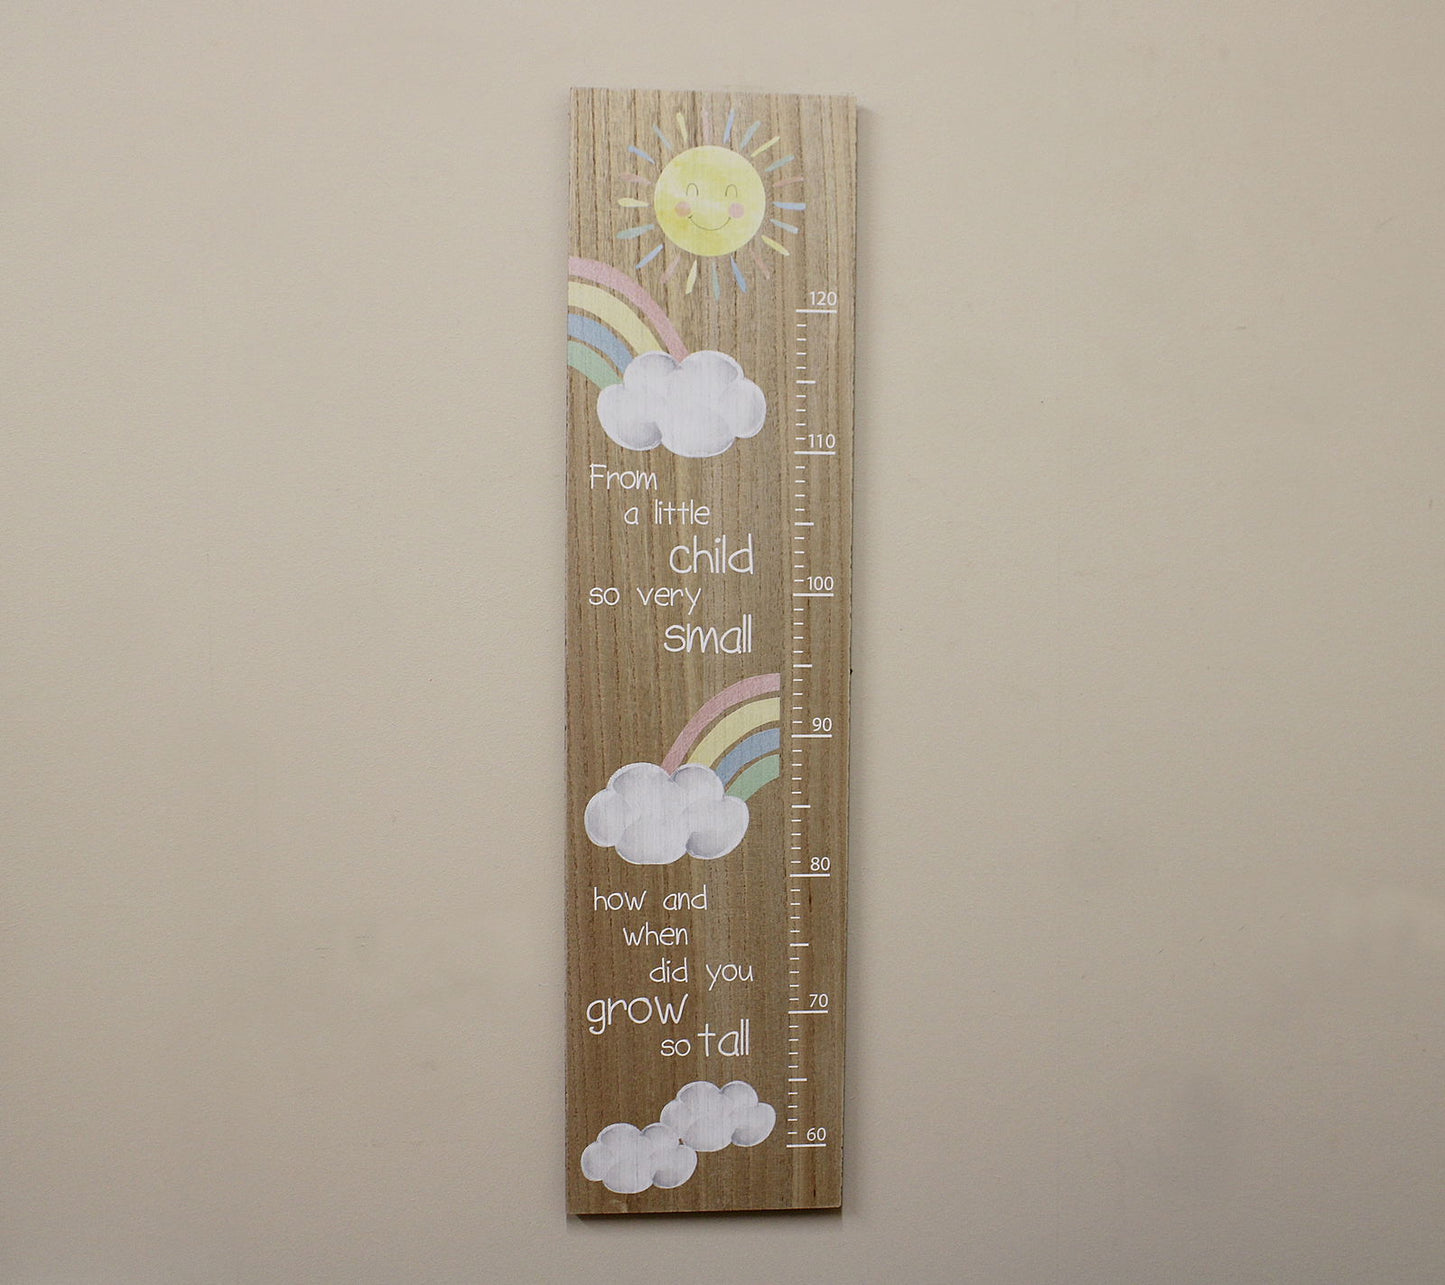 120
110
From
a little
child
100
so very
small
90
80
how and
when
did you
70
grow
so tall
60